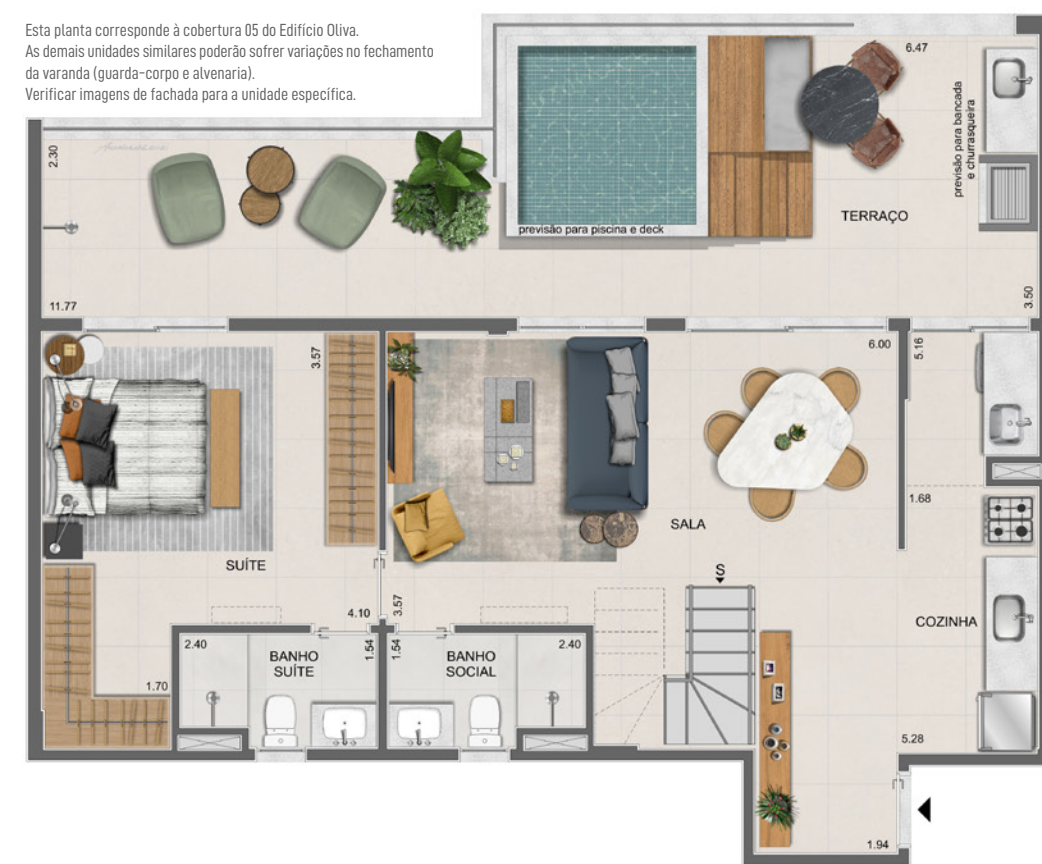 Esta planta corresponde à cobertura 05 do Edifício Oliva.
As demais unidades similares poderão sofrer variações no fechamento
da varanda (guarda-corpo e alvenaria).
Verificar imagens de fachada para a unidade específica.
6.47
previsão para bancada
e churrasqueira
2.30
TERRAÇO
previsão para piscina e deck
11.77
3.50
3.57
6.00
5.16
1.68
SALA
SUÍTE
S
4.10
3.57
COZINHA
2.40
BANHO
SUÍTE
1.54
1.54
BANHO
SOCIAL
2.40
1.70
5.28
1.94